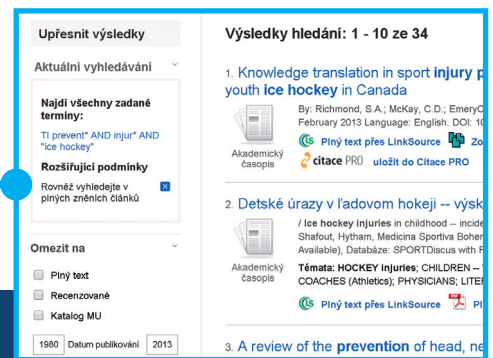 Upřesnit výsledky
Aktuální vyhledávání
Najdi všechny zadané
termíny:
TI prevent* AND injur* AND
"ice hockey"
Rozšiřující podmínky
Rovněž vyhledejte v
plných zněních článků
Omezit na
Plný text
Recenzované
Katalog MU
1980 Datum publikování 2013
Výsledky hledání: 1 - 10 ze 34
1. Knowledge translation in sport injury p
youth ice hockey in Canada
By: Richmond, S.A.; McKay, C.D.; EmeryC
February 2013 Language: English. DOI: 10
Akademický
časopis
Plný text přes LinkSource Zo
citace PRO uložit do Citace PRO
2. Detské úrazy v ľadovom hokeji -- výsk
/ Ice hockey injuries in childhood -- incide
Shafout, Hytham, Medicina Sportiva Boher
Available), Databáze: SPORTDiscus with F
Akademický
časopis
Témata: HOCKEY injuries; CHILDREN --
COACHES (Athletics); PHYSICIANS; LITE
Plný text přes LinkSource Pl
3. A review of the prevention of head, ne